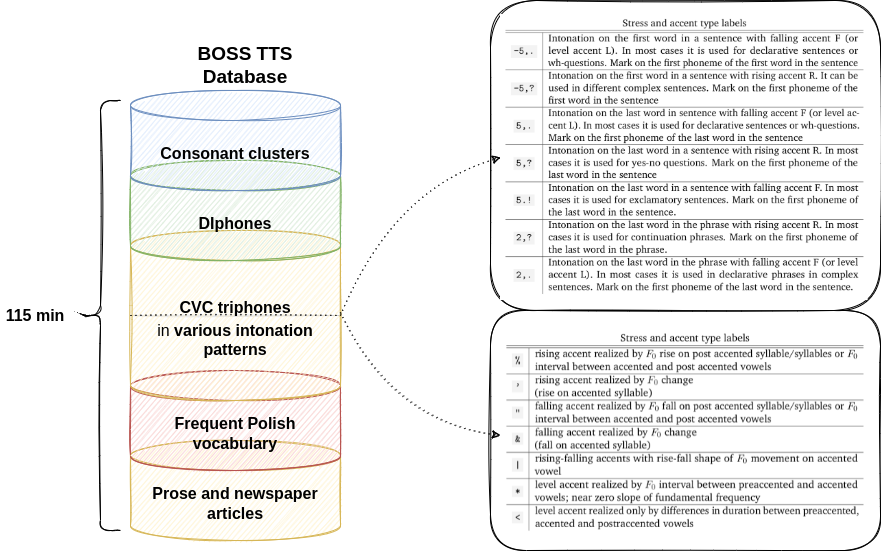 BOSS TTS
Database
Consonant clusters
DIphones
115 min
CVC triphones
in various intonation
patterns
Frequent Polish
vocabulary
Prose and newspaper
articles
Stress and accent type labels
-5,. Intonation on the first word in a sentence with falling accent F (or
level accent L). In most cases it is used for declarative sentences or
wh-questions. Mark on the first phoneme of the first word in the sentence
-5,? Intonation on the first word in a sentence with rising accent R. It can be
used in different complex sentences. Mark on the first phoneme of the
first word in the sentence
5,. Intonation on the last word in sentence with falling accent F (or level ac-
cent L). In most cases it is used for declarative sentences or wh-questions.
Mark on the first phoneme of the last word in the sentence
5,? Intonation on the last word in a sentence with rising accent R. In most
cases it is used for yes-no questions. Mark on the first phoneme of the
last word in the sentence
5.! Intonation on the last word in a sentence with falling accent F. In most
cases it is used for exclamatory sentences. Mark on the first phoneme of
the last word in the sentence.
2,? Intonation on the last word in the phrase with rising accent R. In most
cases it is used for continuation phrases. Mark on the first phoneme of
the last word in the phrase.
2,. Intonation on the last word in the phrase with falling accent F (or level
accent L). In most cases it is used in declarative phrases in complex
sentences. Mark on the first phoneme of the last word in the sentence.
Stress and accent type labels
% rising accent realized by F₀ rise on post accented syllable/syllables or F₀
interval between accented and post accented vowels
' rising accent realized by F₀ change
(rise on accented syllable)
" falling accent realized by F₀ fall on post accented syllable/syllables or F₀
interval between accented and post accented vowels
& falling accent realized by F₀ change
(fall on accented syllable)
| rising-falling accents with rise-fall shape of F₀ movement on accented
vowel
* level accent realized by F₀ interval between preaccented and accented
vowels; near zero slope of fundamental frequency
< level accent realized only by differences in duration between preaccented,
accented and postraccented vowels